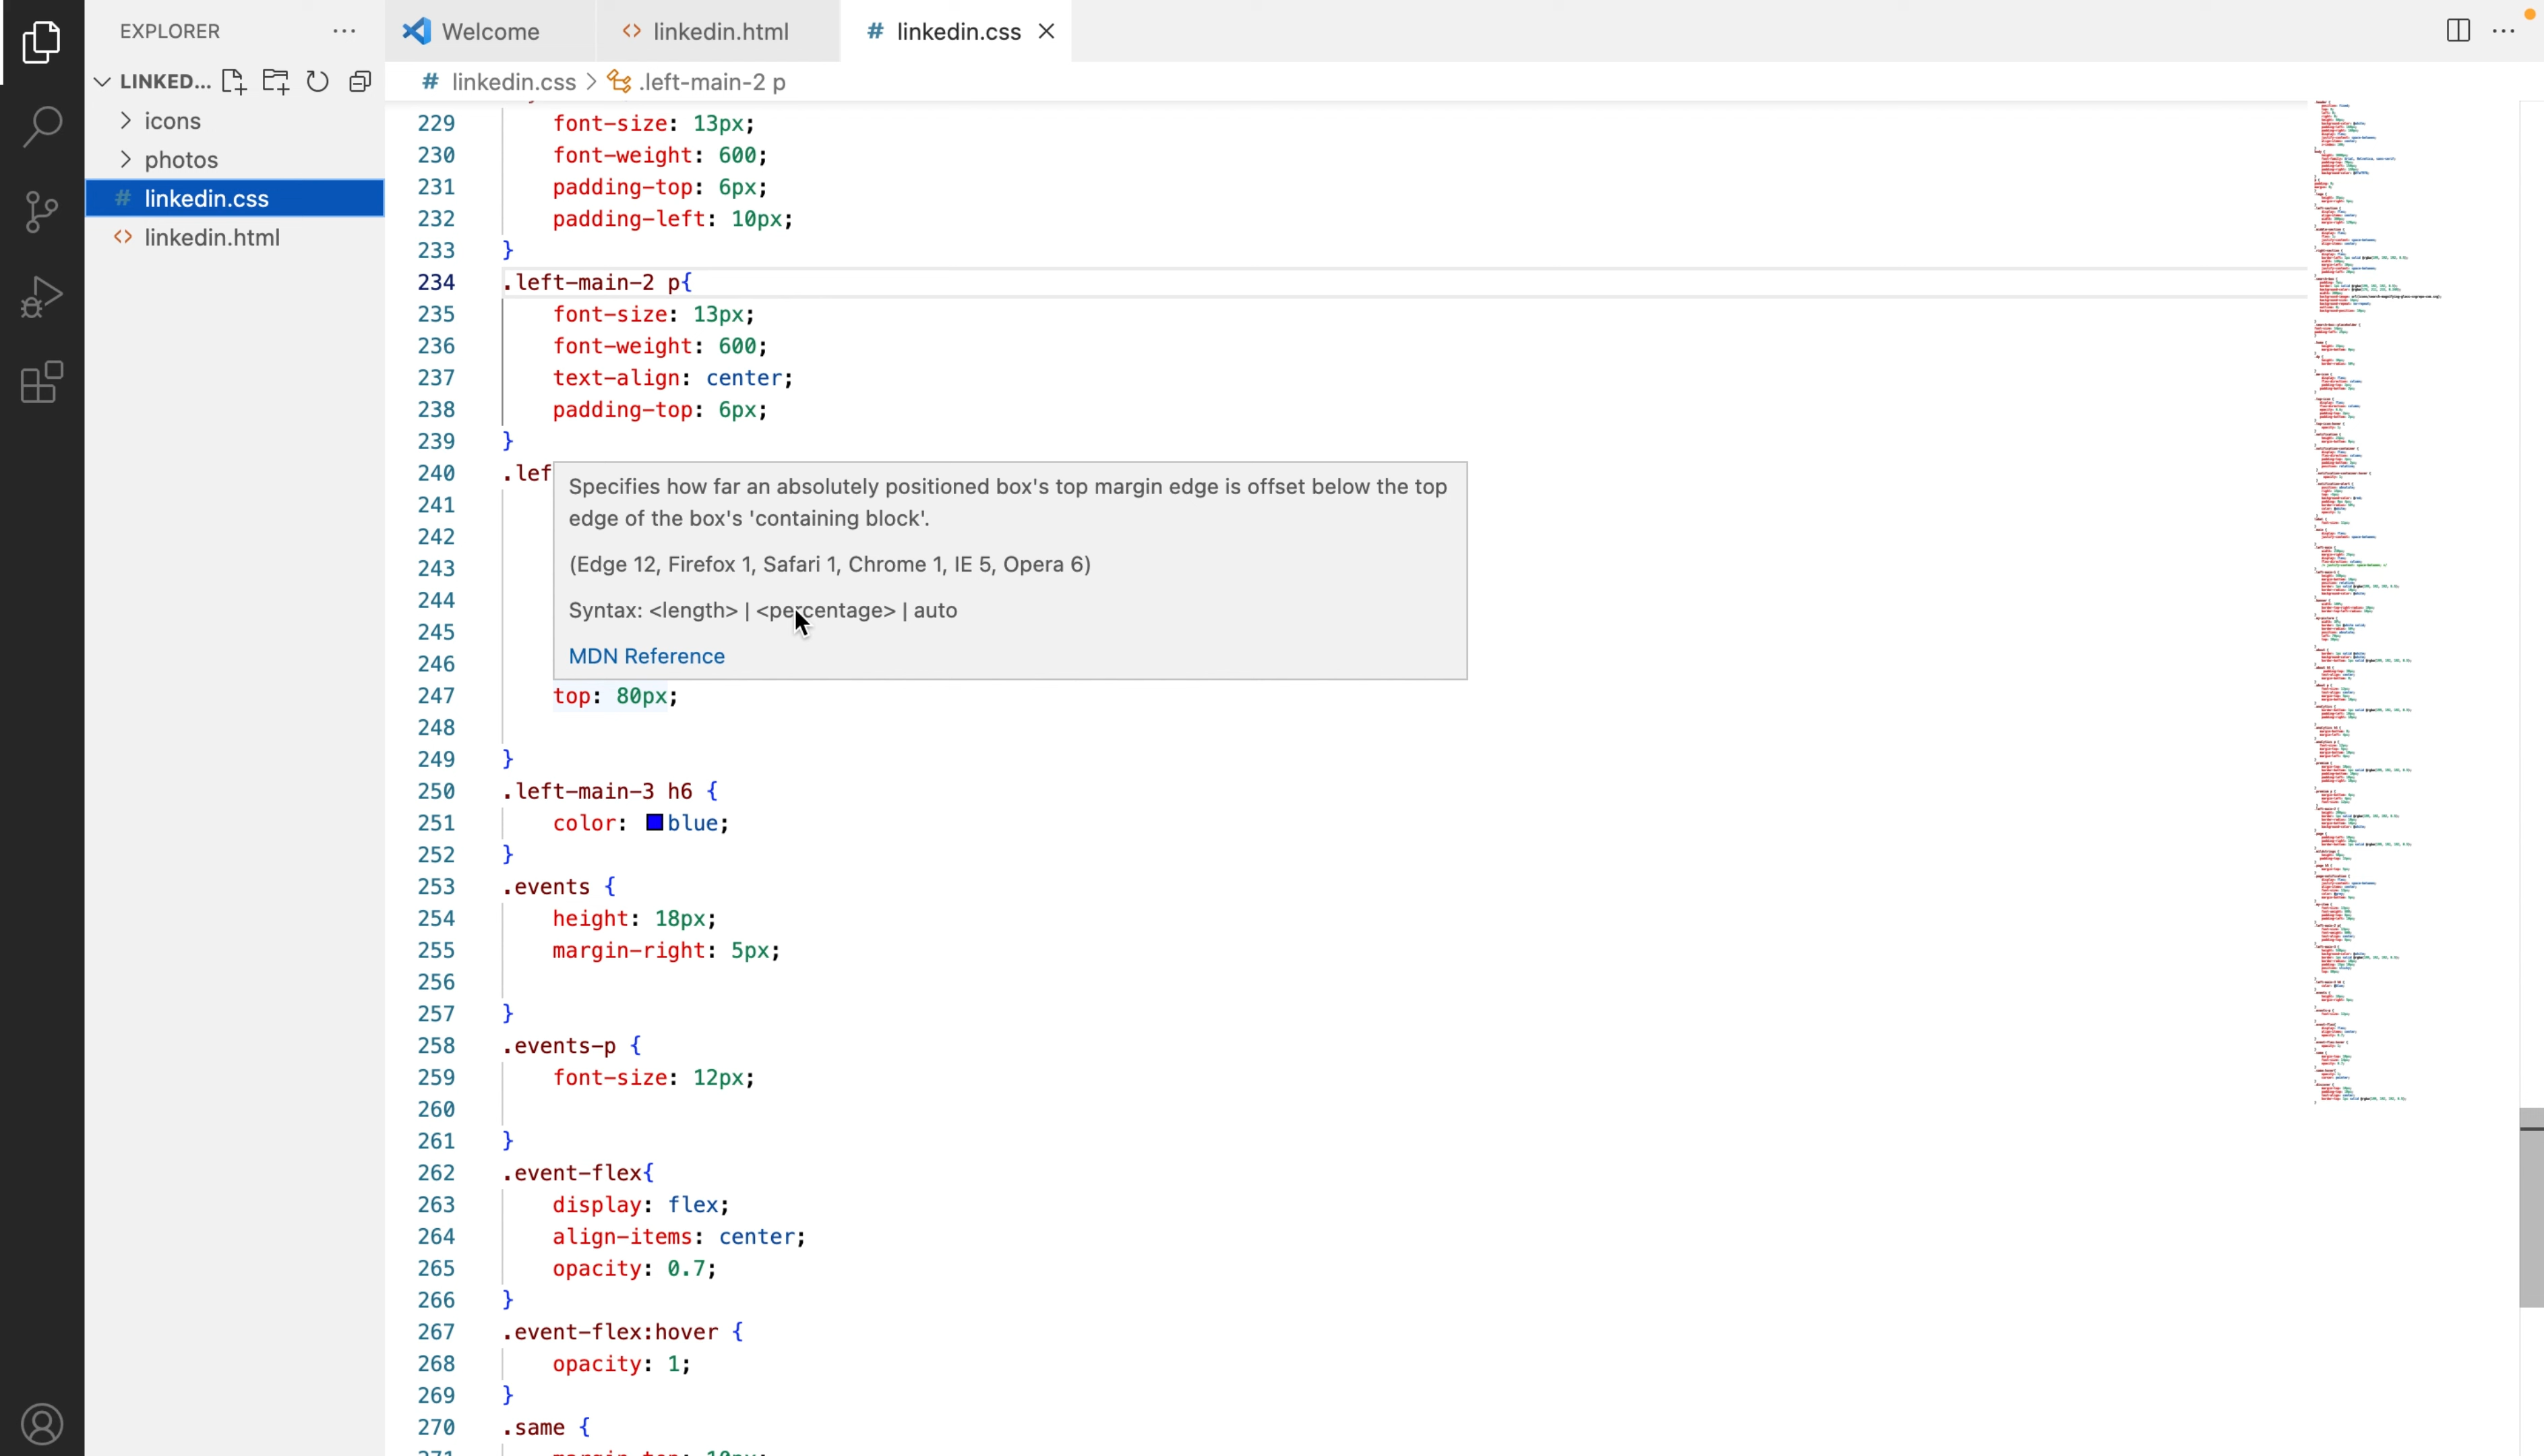 EXPLORER
LINKED...
icons
photos
linkedin.css
linkedin.html
Welcome
linkedin.html
linkedin.css
linkedin.css > .left-main-2 p
229 font-size: 13px;
230 font-weight: 600;
231 padding-top: 6px;
232 padding-left: 10px;
233 }
234 .left-main-2 p{
235 font-size: 13px;
236 font-weight: 600;
237 text-align: center;
238 padding-top: 6px;
239 }
240 .lef
241
242
243
244
245
246
Specifies how far an absolutely positioned box's top margin edge is offset below the top
edge of the box's 'containing block'.
(Edge 12, Firefox 1, Safari 1, Chrome 1, IE 5, Opera 6)
Syntax: <length> | <percentage> | auto
MDN Reference
247 top: 80px;
248
249 }
250 .left-main-3 h6 {
251 color: blue;
252 }
253 .events {
254 height: 18px;
255 margin-right: 5px;
256
257 }
258 .events-p {
259 font-size: 12px;
260
261 }
262 .event-flex{
263 display: flex;
264 align-items: center;
265 opacity: 0.7;
266 }
267 .event-flex:hover {
268 opacity: 1;
269 }
270 .same {
271 margin-top: 10px;